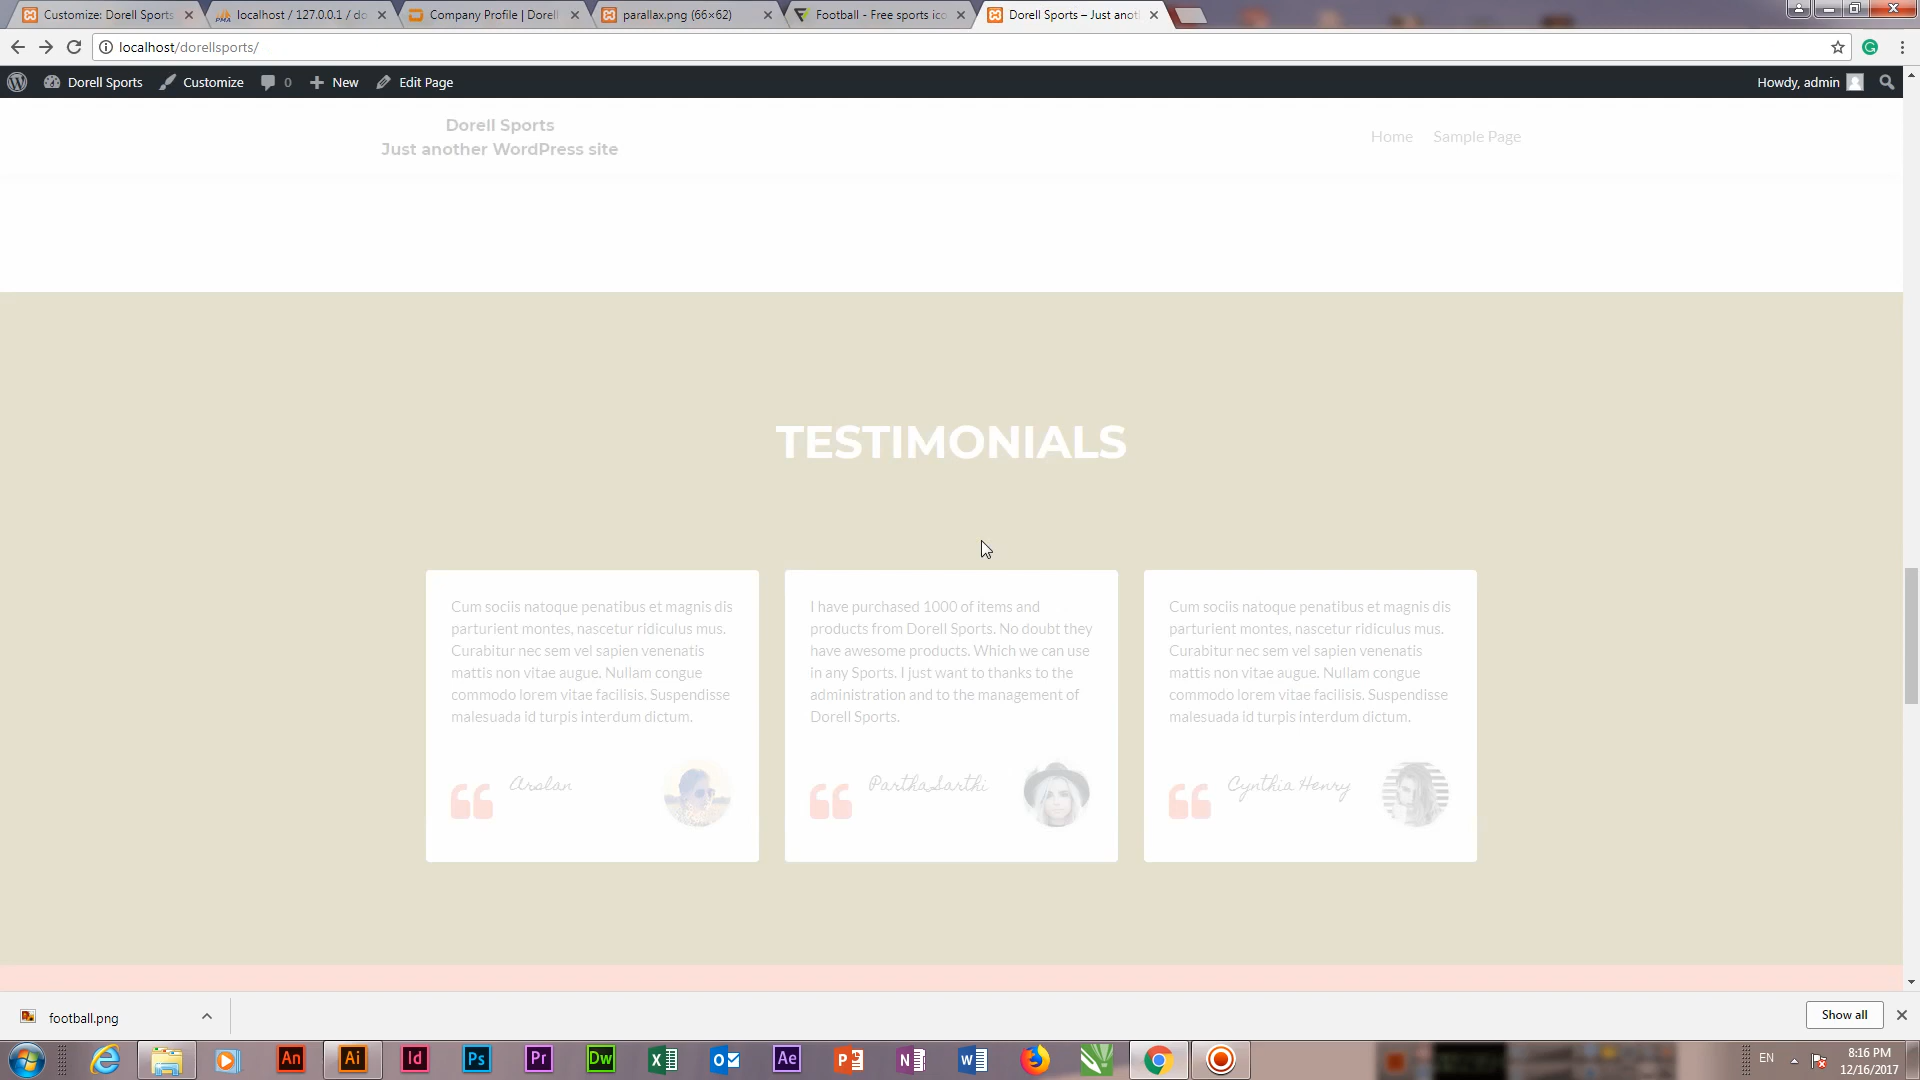 Customize: Dorell Sports
localhost / 127.0.0.1 / do
Company Profile | Dorell
parallax.png (66×62)
Football - Free sports ico
Dorell Sports – Just anot
localhost/dorellsports/
Dorell Sports
Customize
0
New
Edit Page
Howdy, admin
Dorell Sports
Just another WordPress site
Home
Sample Page
TESTIMONIALS
Cum sociis natoque penatibus et magnis dis
parturient montes, nascetur ridiculus mus.
Curabitur nec sem vel sapien venenatis
mattis non vitae augue. Nullam congue
commodo lorem vitae facilisis. Suspendisse
malesuada id turpis interdum dictum.
Arslan
I have purchased 1000 of items and
products from Dorell Sports. No doubt they
have awesome products. Which we can use
in any Sports. I just want to thanks to the
administration and to the management of
Dorell Sports.
ParthaSarthi
Cum sociis natoque penatibus et magnis dis
parturient montes, nascetur ridiculus mus.
Curabitur nec sem vel sapien venenatis
mattis non vitae augue. Nullam congue
commodo lorem vitae facilisis. Suspendisse
malesuada id turpis interdum dictum.
Cynthia Henry
football.png
Show all
An
Ai
Id
Ps
Pr
Dw
Ae
EN
8:16 PM
12/16/2017